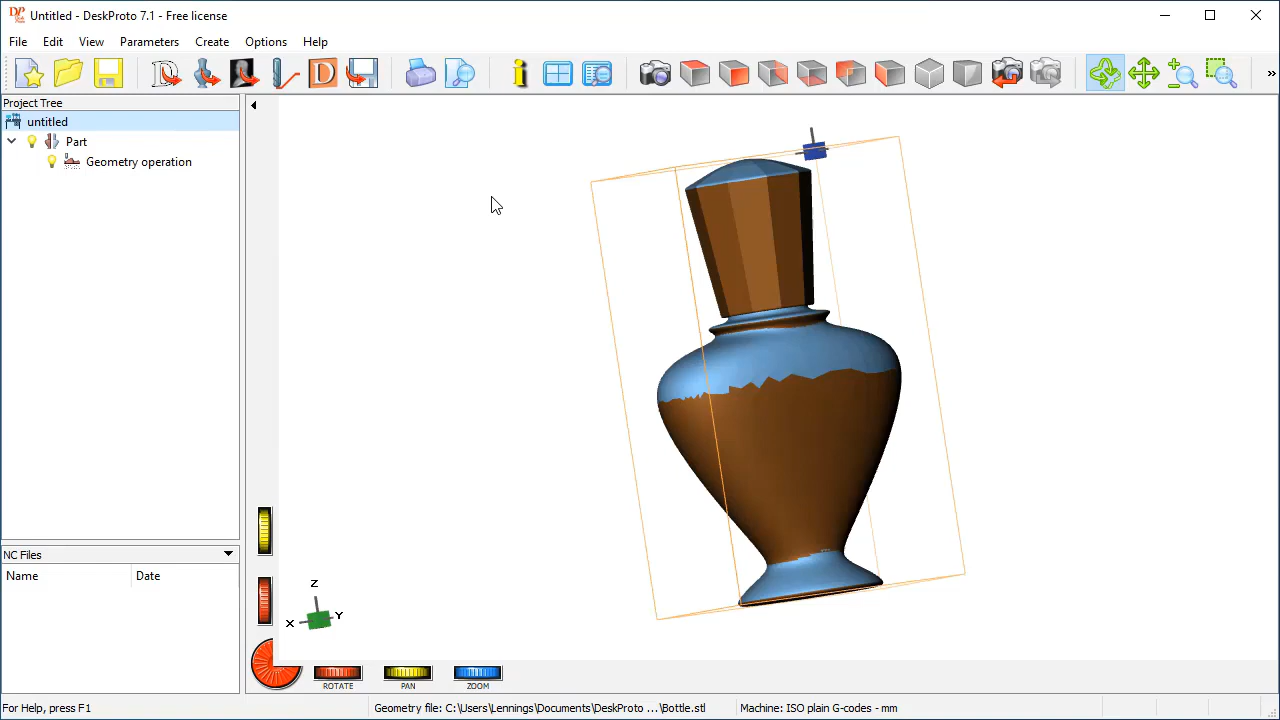 Untitled - DeskProto 7.1 - Free license
File Edit View Parameters Create Options Help
»
Project Tree
untitled
Part
Geometry operation
NC Files
Name Date
Z
X Y
ROTATE PAN ZOOM
For Help, press F1 Geometry file: C:\Users\Lennings\Documents\DeskProto ...\Bottle.stl Machine: ISO plain G-codes - mm